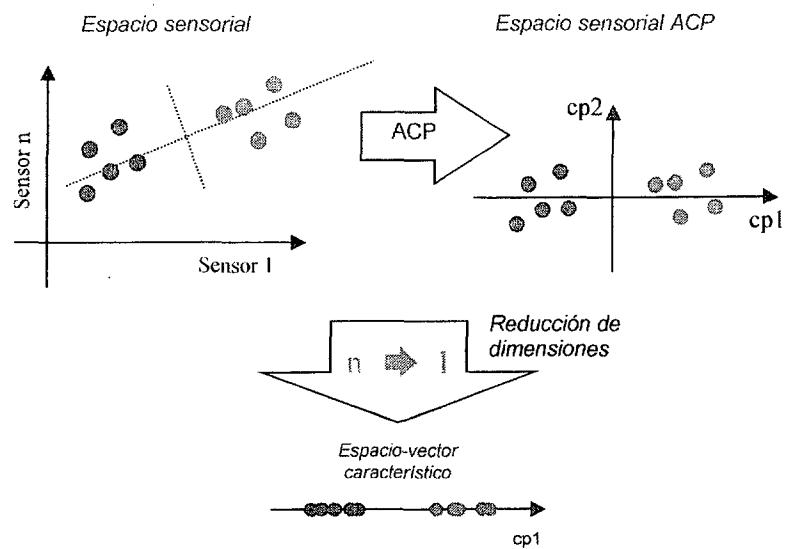 Espacio sensorial
Espacio sensorial ACP
Sensor n
Sensor 1
ACP
cp2
cp1
Reducción de
dimensiones
n 1
Espacio-vector
característico
cp1